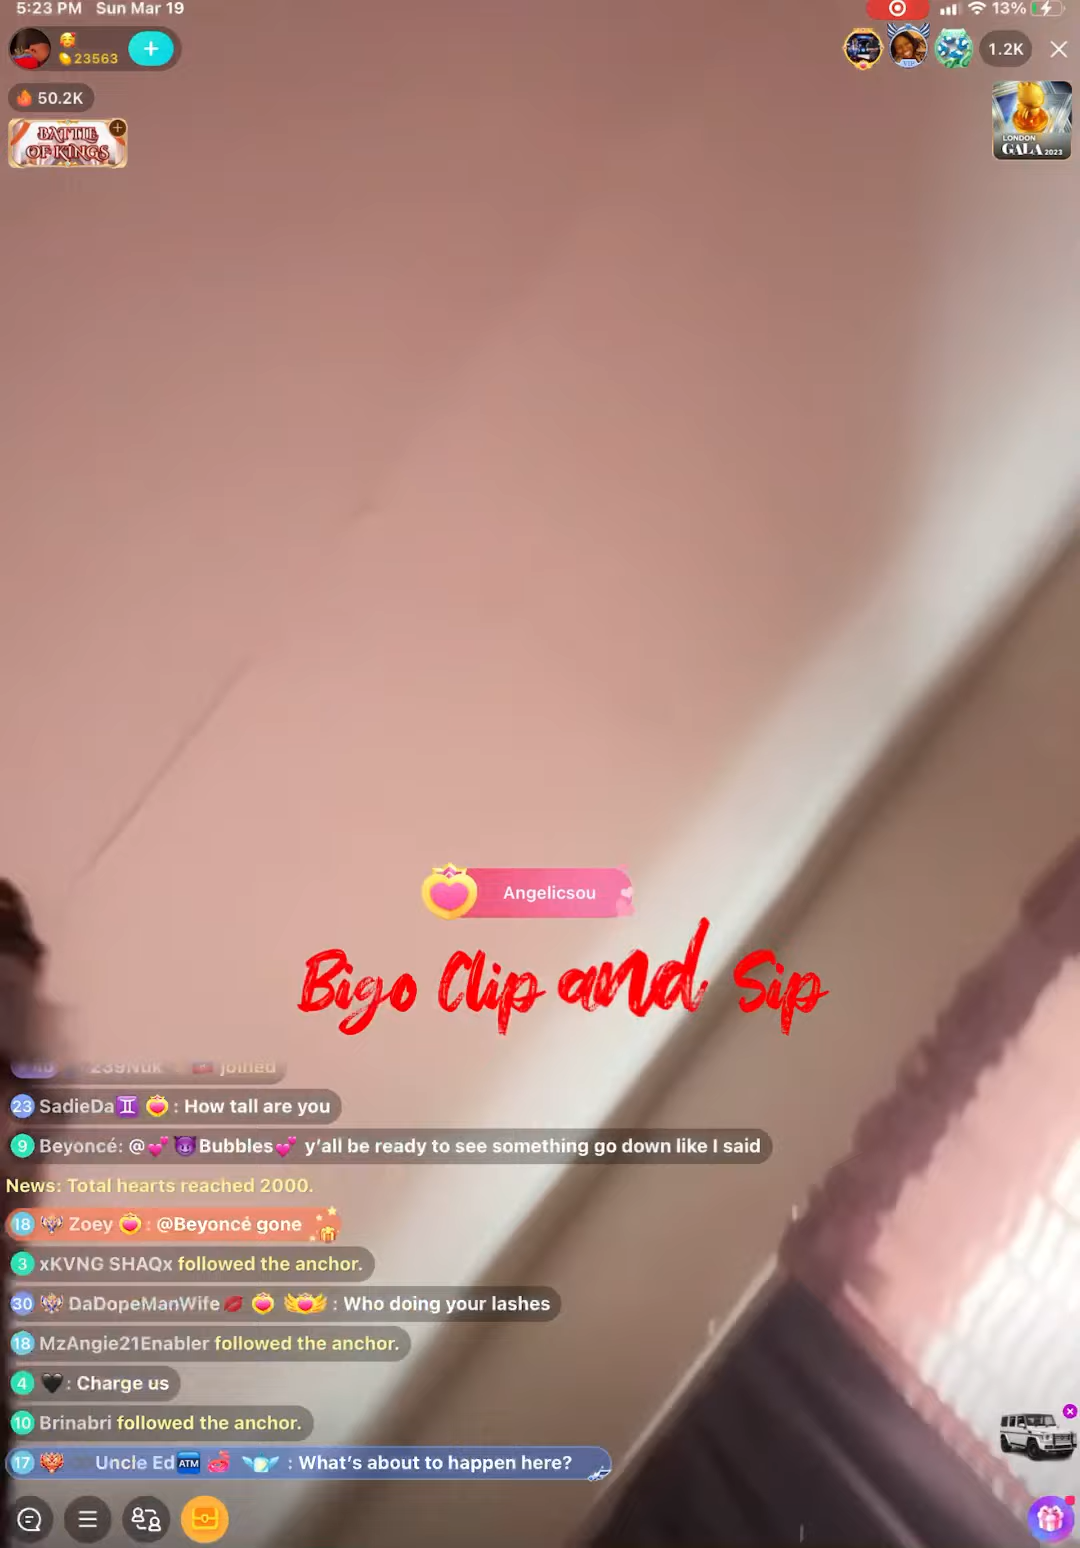 5:23 PM Sun Mar 19
13%
23563
1.2K
50.2K
BATTLE
OF KINGS
LONDON
GALA 2023
Angelicsou
Bigo Clip and Sip
joined
23 SadieDa♊ : How tall are you
9 Beyoncé: @💕 😈Bubbles💕 y'all be ready to see something go down like I said
News: Total hearts reached 2000.
18 Zoey : @Beyoncé gone
3 xKVNG SHAQx followed the anchor.
30 DaDopeManWife💋 : Who doing your lashes
18 MzAngie21Enabler followed the anchor.
4 🖤: Charge us
10 Brinabri followed the anchor.
17 Uncle Ed🏧 : What's about to happen here?